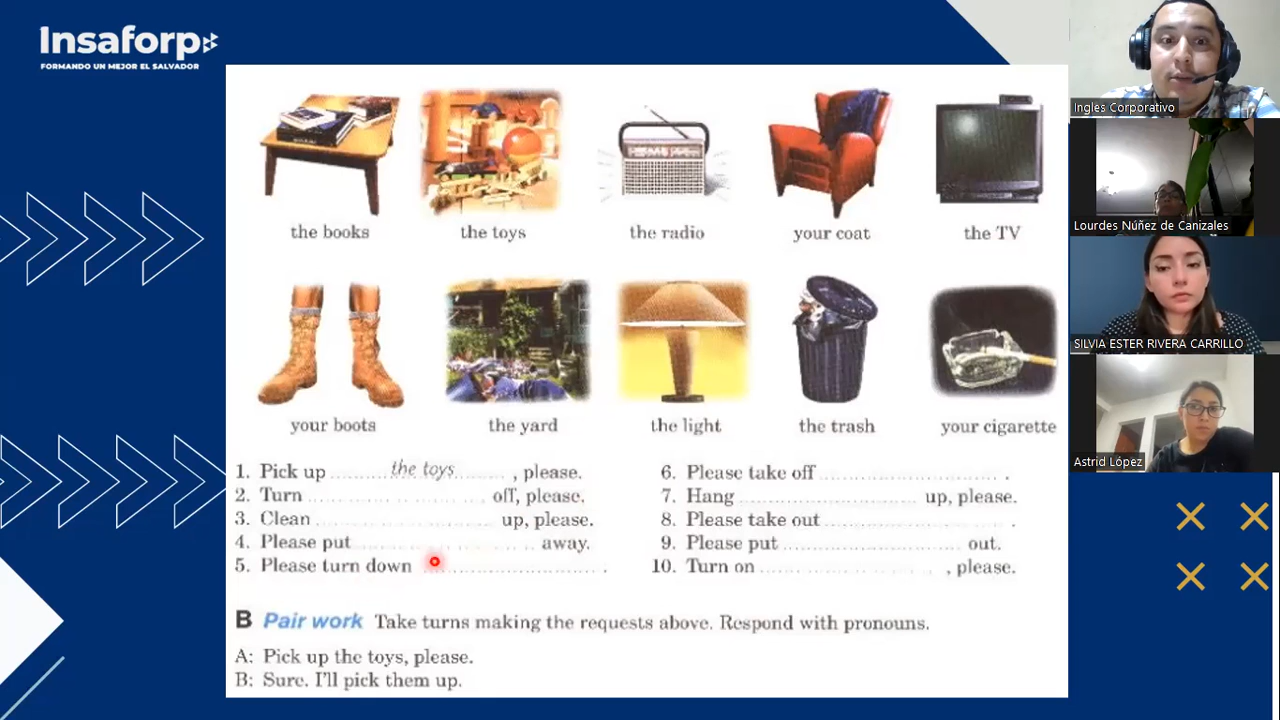 Insaforp
FORMANDO UN MEJOR EL SALVADOR
the books
the toys
the radio
your coat
the TV
your boots
the yard
the light
the trash
your cigarette
1. Pick up ........ the toys ........ , please.
2. Turn ........................ off, please.
3. Clean ........................ up, please.
4. Please put ........................ away.
5. Please turn down ........................ .
6. Please take off ........................ .
7. Hang ........................ up, please.
8. Please take out ........................ .
9. Please put ........................ out.
10. Turn on ........................ , please.
B Pair work Take turns making the requests above. Respond with pronouns.
A: Pick up the toys, please.
B: Sure. I'll pick them up.
Ingles Corporativo
Lourdes Núñez de Canizales
SILVIA ESTER RIVERA CARRILLO
Astrid López